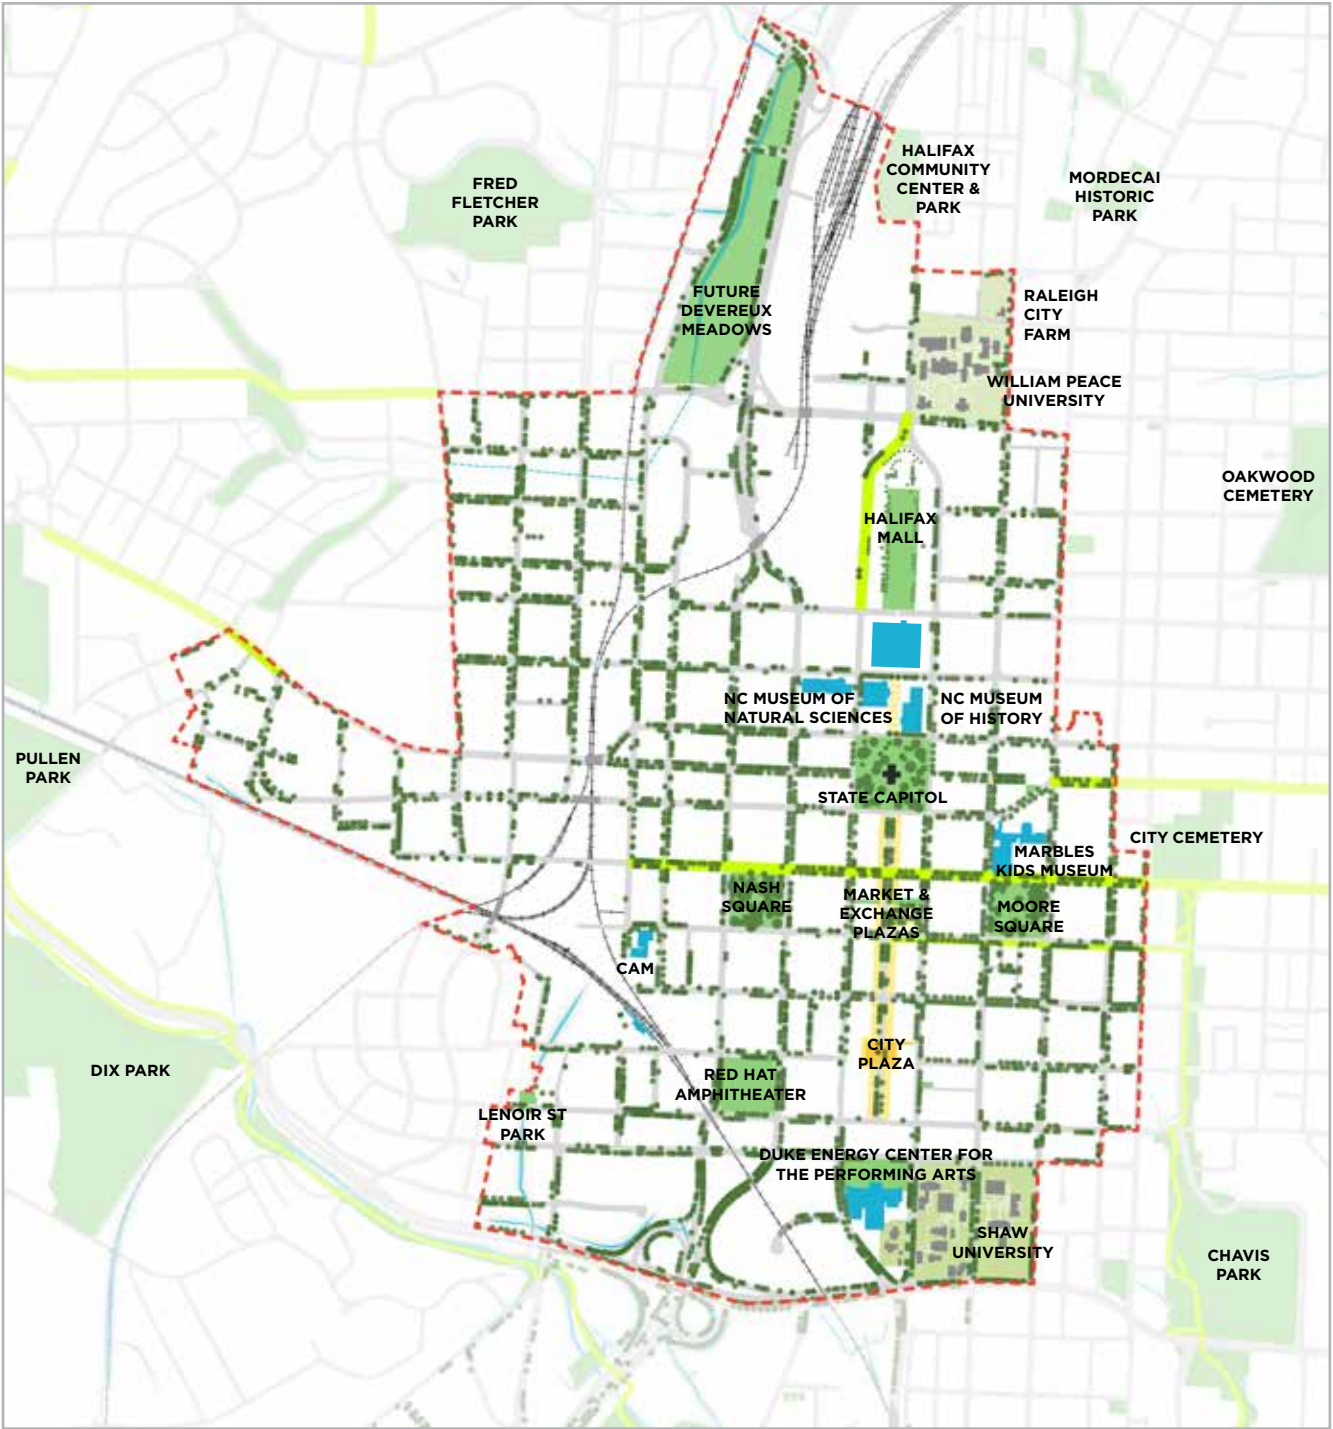 HALIFAX
COMMUNITY
CENTER &
PARK
MORDECAI
HISTORIC
PARK
FRED
FLETCHER
PARK
FUTURE
DEVEREUX
MEADOWS
RALEIGH
CITY
FARM
WILLIAM PEACE
UNIVERSITY
OAKWOOD
CEMETERY
HALIFAX
MALL
NC MUSEUM OF
NATURAL SCIENCES
NC MUSEUM
OF HISTORY
PULLEN
PARK
STATE CAPITOL
CITY CEMETERY
MARBLES
KIDS MUSEUM
NASH
SQUARE
MARKET &
EXCHANGE
PLAZAS
MOORE
SQUARE
CAM
CITY
PLAZA
DIX PARK
RED HAT
AMPHITHEATER
LENOIR ST
PARK
DUKE ENERGY CENTER FOR
THE PERFORMING ARTS
SHAW
UNIVERSITY
CHAVIS
PARK